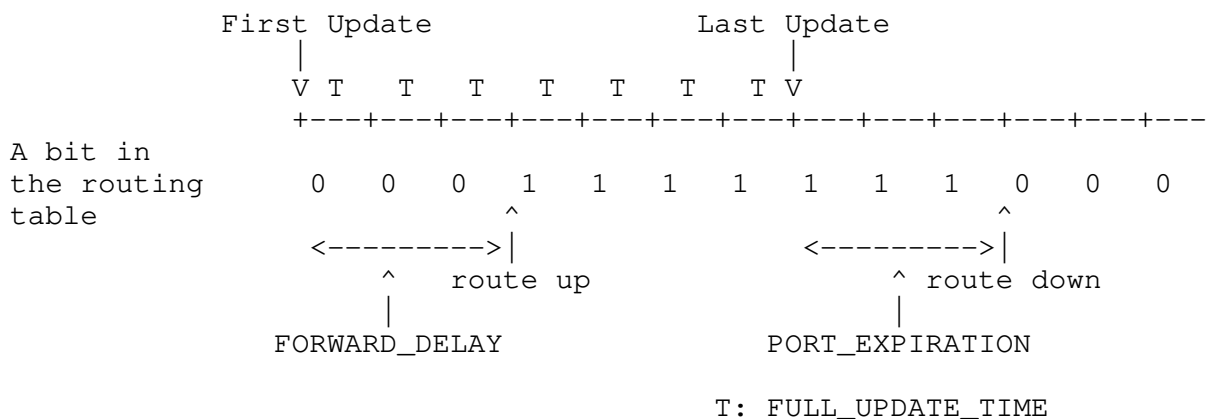 First Update Last Update
| |
V T T T T T T T V
+---+---+---+---+---+---+---+---+---+---+---+---+---
A bit in
the routing 0 0 0 1 1 1 1 1 1 1 0 0 0
table ^ ^
<--------->| <--------->|
^ route up ^ route down
| |
FORWARD_DELAY PORT_EXPIRATION
T: FULL_UPDATE_TIME